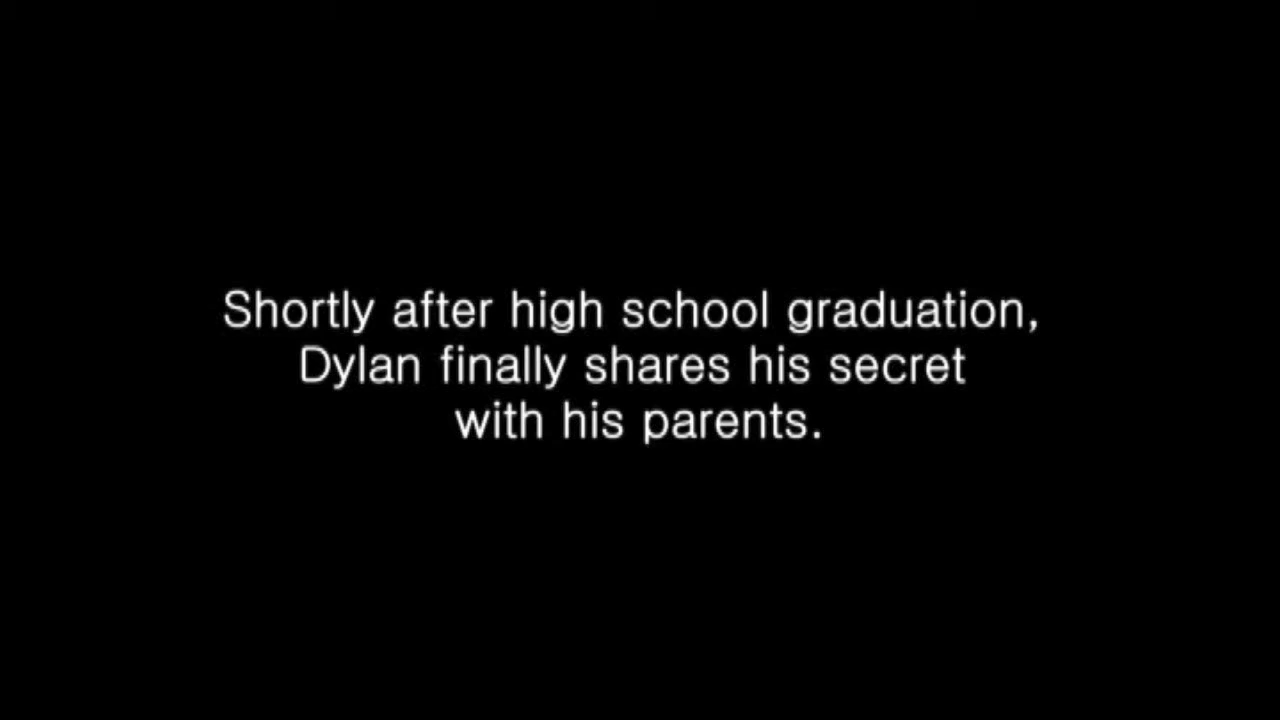 Shortly after high school graduation,
Dylan finally shares his secret
with his parents.